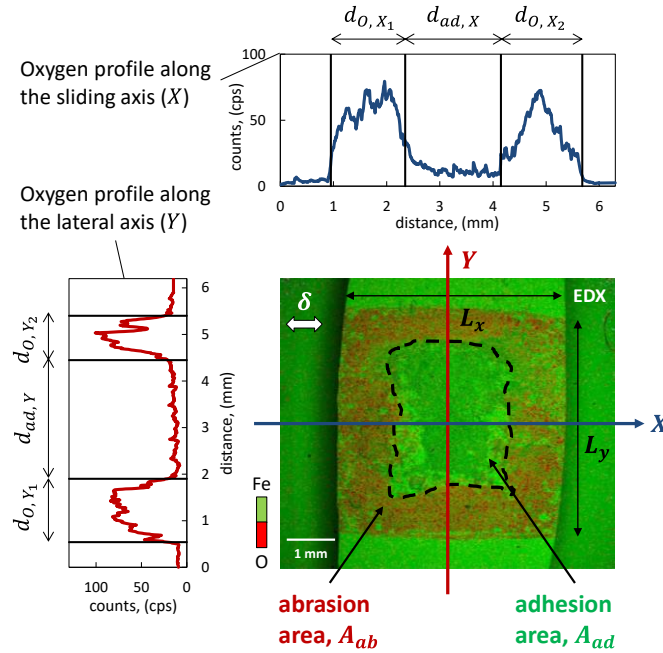 d_{O, X_1} d_{ad, X} d_{O, X_2}
Oxygen profile along
the sliding axis (X)
100
50
0
counts, (cps)
0 1 2 3 4 5 6
distance, (mm)
Oxygen profile along
the lateral axis (Y)
d_{O, Y_2}
d_{ad, Y}
d_{O, Y_1}
6
5
4
3
2
1
0
distance, (mm)
100 50 0
counts, (cps)
Y
δ
EDX
L_x
X
L_y
Fe
O
1 mm
abrasion
area, A_{ab}
adhesion
area, A_{ad}